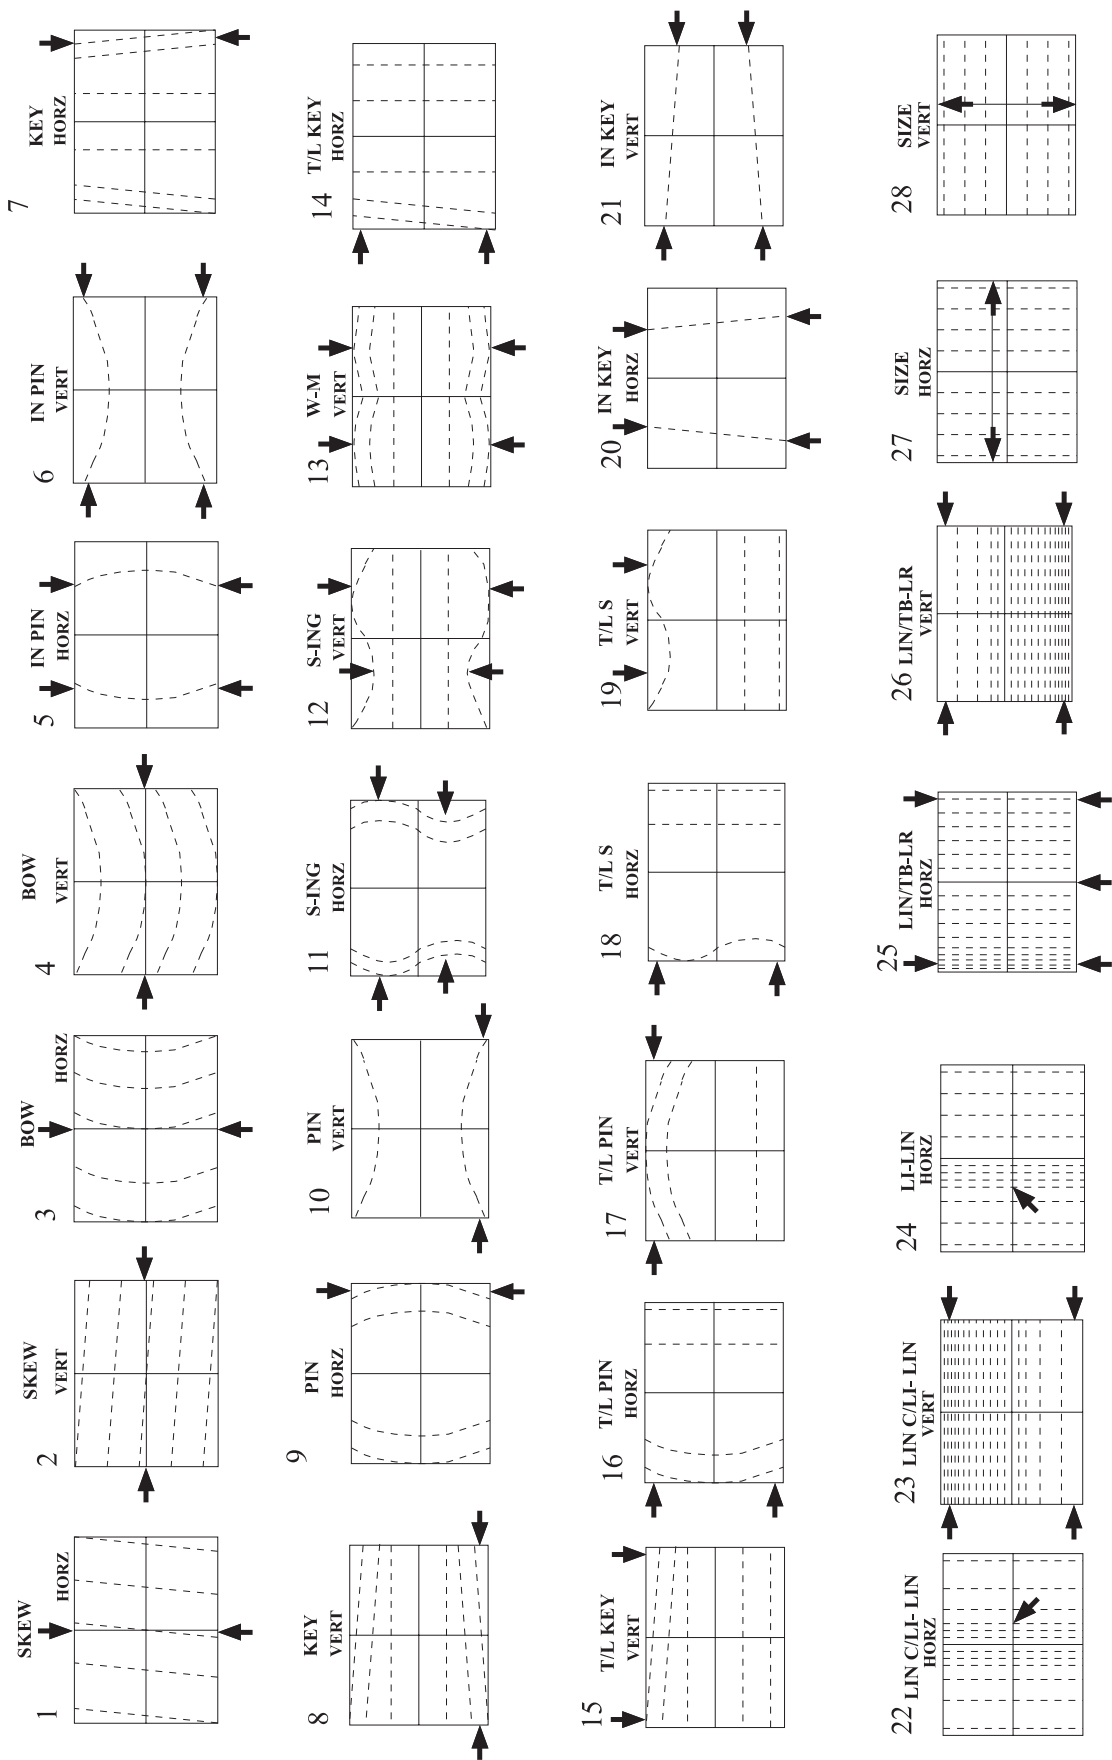 1
SKEW
HORZ
2
SKEW
VERT
3
BOW
HORZ
4
BOW
VERT
5
IN PIN
HORZ
6
IN PIN
VERT
7
KEY
HORZ
8
KEY
VERT
9
PIN
HORZ
10
PIN
VERT
11
S-ING
HORZ
12
S-ING
VERT
13
W-M
VERT
14
T/L KEY
HORZ
15
T/L KEY
VERT
16
T/L PIN
HORZ
17
T/L PIN
VERT
18
T/L S
HORZ
19
T/L S
VERT
20
IN KEY
HORZ
21
IN KEY
VERT
22 LIN C/LI- LIN
HORZ
23 LIN C/LI- LIN
VERT
24
LI-LIN
HORZ
25
LIN/TB-LR
HORZ
26 LIN/TB-LR
VERT
27
SIZE
HORZ
28
SIZE
VERT